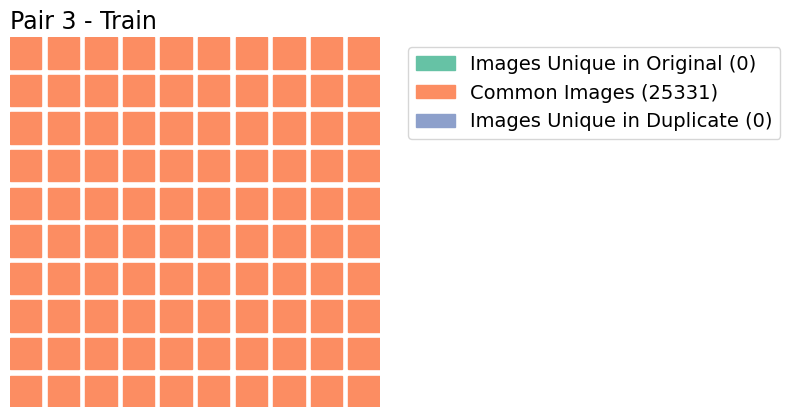 Pair 3 - Train
Images Unique in Original (0)
Common Images (25331)
Images Unique in Duplicate (0)